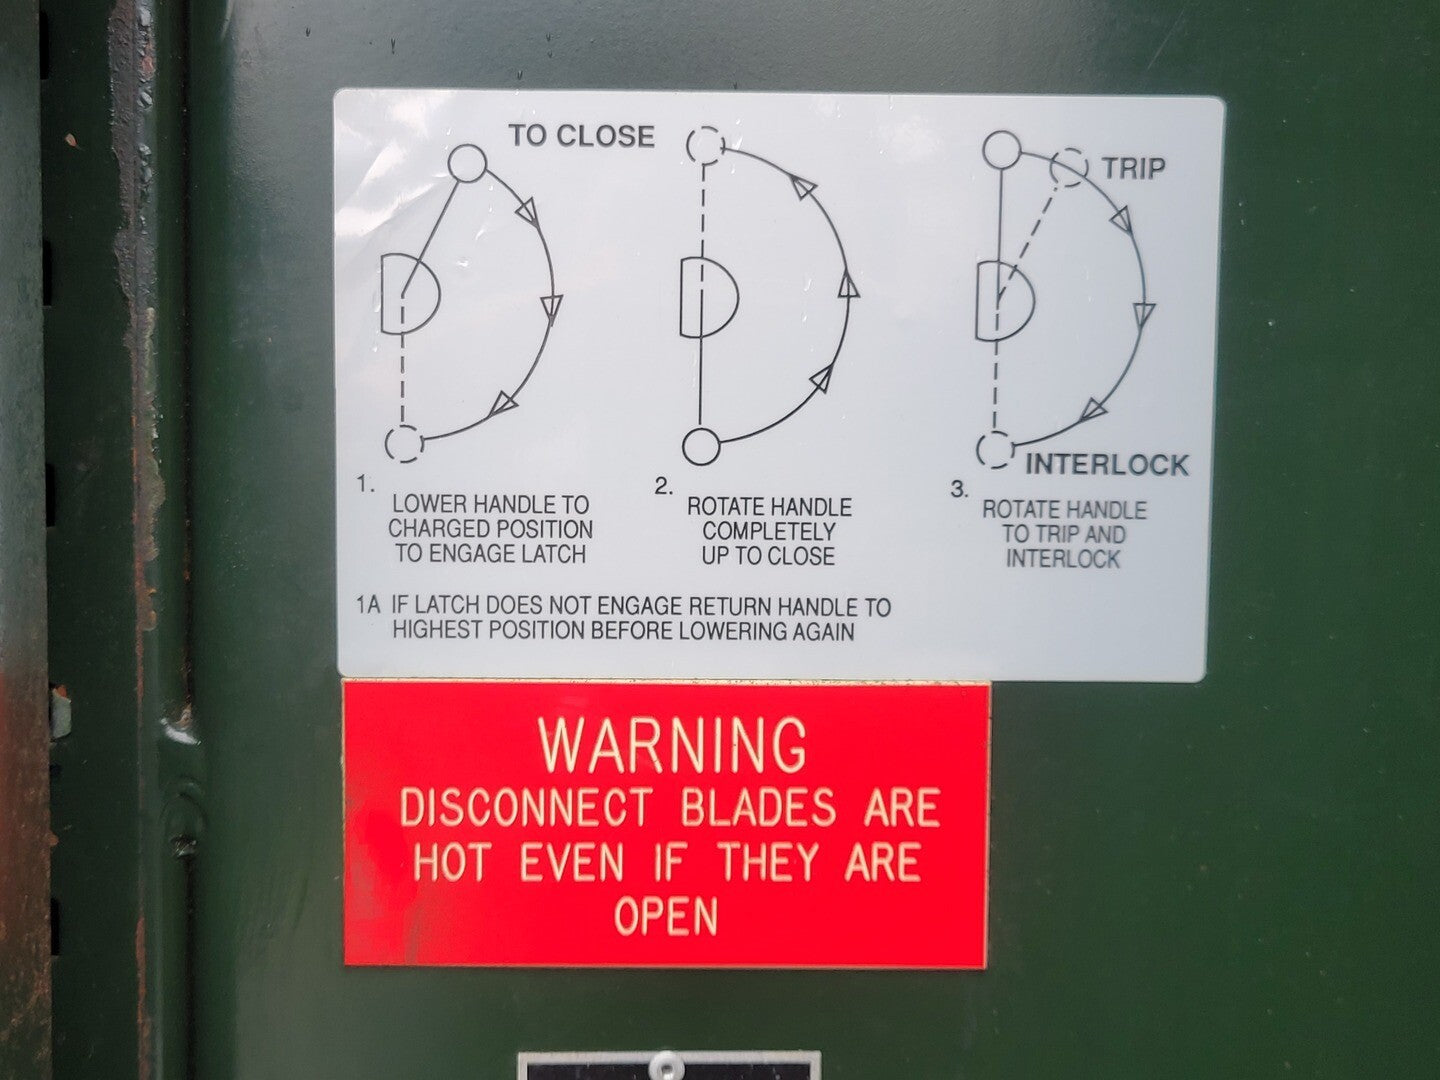 TO CLOSE
TRIP
INTERLOCK
1.
LOWER HANDLE TO
CHARGED POSITION
TO ENGAGE LATCH
2.
ROTATE HANDLE
COMPLETELY
UP TO CLOSE
3.
ROTATE HANDLE
TO TRIP AND
INTERLOCK
1A IF LATCH DOES NOT ENGAGE RETURN HANDLE TO
HIGHEST POSITION BEFORE LOWERING AGAIN
WARNING
DISCONNECT BLADES ARE
HOT EVEN IF THEY ARE
OPEN